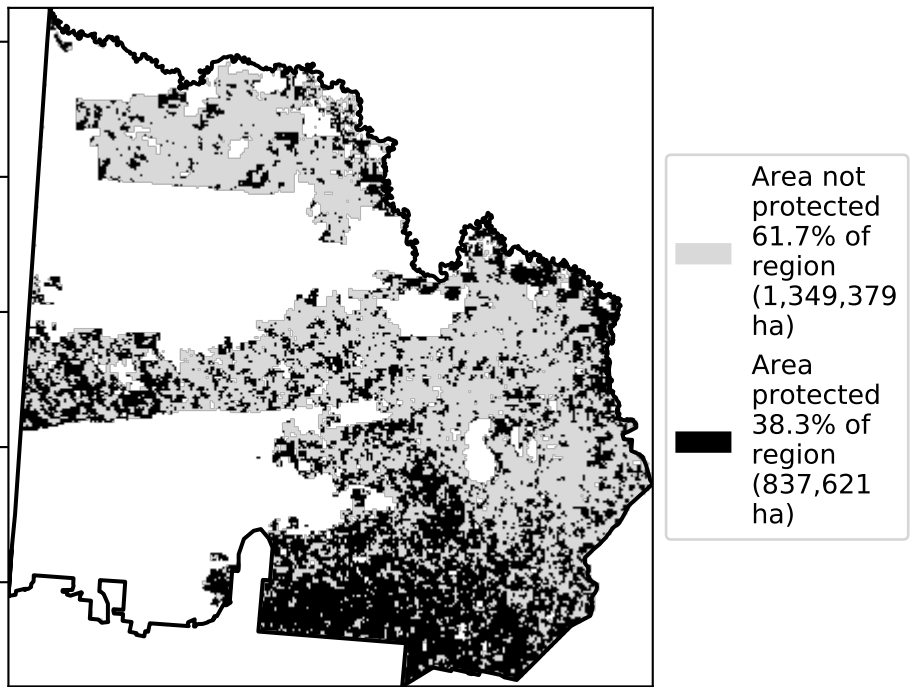 Area not
protected
61.7% of
region
(1,349,379
ha)
Area
protected
38.3% of
region
(837,621
ha)